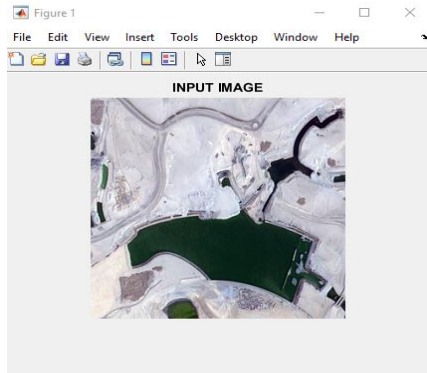 Figure 1
File Edit View Insert Tools Desktop Window Help
INPUT IMAGE